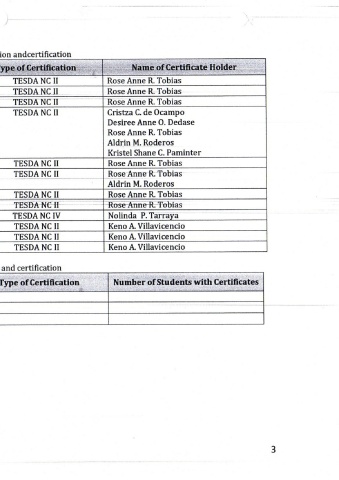 ion andcertification
ype of Certification Name of Certificate Holder
TESDA NC II Rose Anne R. Tobias
TESDA NC II Rose Anne R. Tobias
TESDA NC II Rose Anne R. Tobias
TESDA NC II Cristza C. de Ocampo
Desiree Anne O. Dedase
Rose Anne R. Tobias
Aldrin M. Roderos
Kristel Shane C. Paminter
TESDA NC II Rose Anne R. Tobias
TESDA NC II Rose Anne R. Tobias
Aldrin M. Roderos
TESDA NC II Rose Anne R. Tobias
TESDA NC II Rose Anne R. Tobias
TESDA NC IV Nolinda P. Tarraya
TESDA NC II Keno A. Villavicencio
TESDA NC II Keno A. Villavicencio
TESDA NC II Keno A. Villavicencio
and certification
Type of Certification Number of Students with Certificates
3